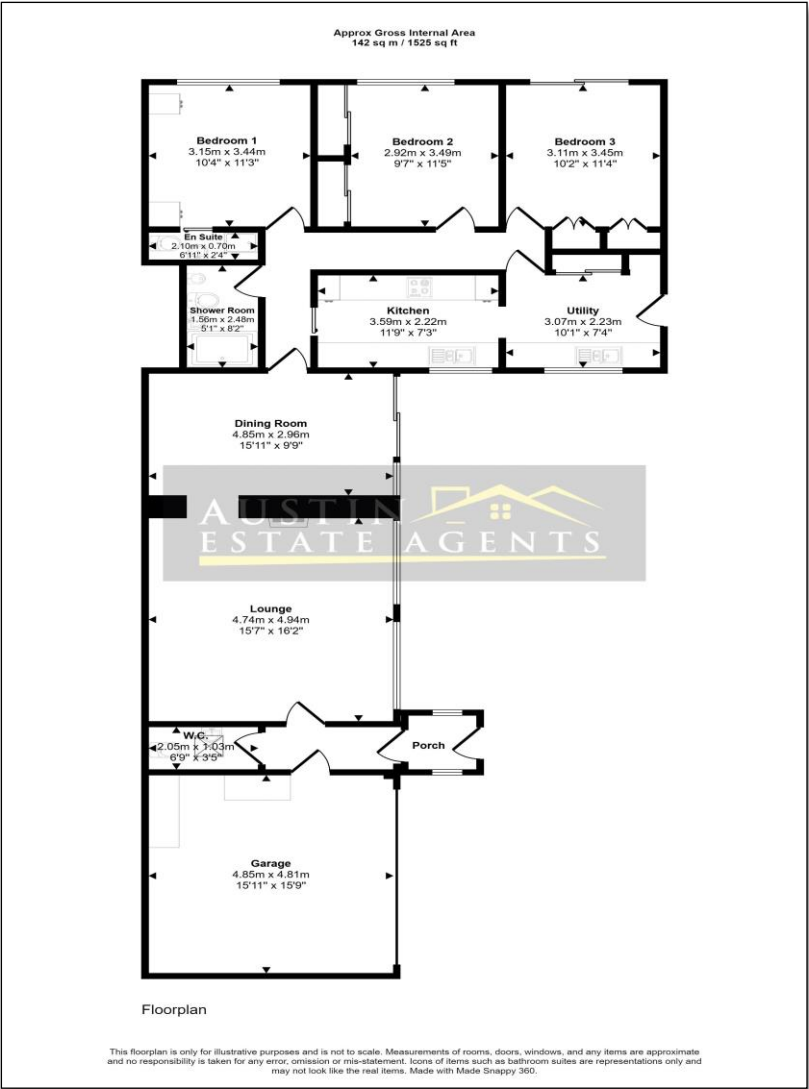 Approx Gross Internal Area
142 sq m / 1525 sq ft
Bedroom 1
3.15m x 3.44m
10'4" x 11'3"
Bedroom 2
2.92m x 3.49m
9'7" x 11'5"
Bedroom 3
3.11m x 3.45m
10'2" x 11'4"
En Suite
2.10m x 0.70m
6'11" x 2'4"
Shower Room
1.56m x 2.48m
5'1" x 8'2"
Kitchen
3.59m x 2.22m
11'9" x 7'3"
Utility
3.07m x 2.23m
10'1" x 7'4"
Dining Room
4.85m x 2.96m
15'11" x 9'9"
AUSTIN
ESTATE AGENTS
Lounge
4.74m x 4.94m
15'7" x 16'2"
W.C.
2.05m x 1.03m
6'9" x 3'5"
Porch
Garage
4.85m x 4.81m
15'11" x 15'9"
Floorplan
This floorplan is only for illustrative purposes and is not to scale. Measurements of rooms, doors, windows, and any items are approximate
and no responsibility is taken for any error, omission or mis-statement. Icons of items such as bathroom suites are representations only and
may not look like the real items. Made with Made Snappy 360.